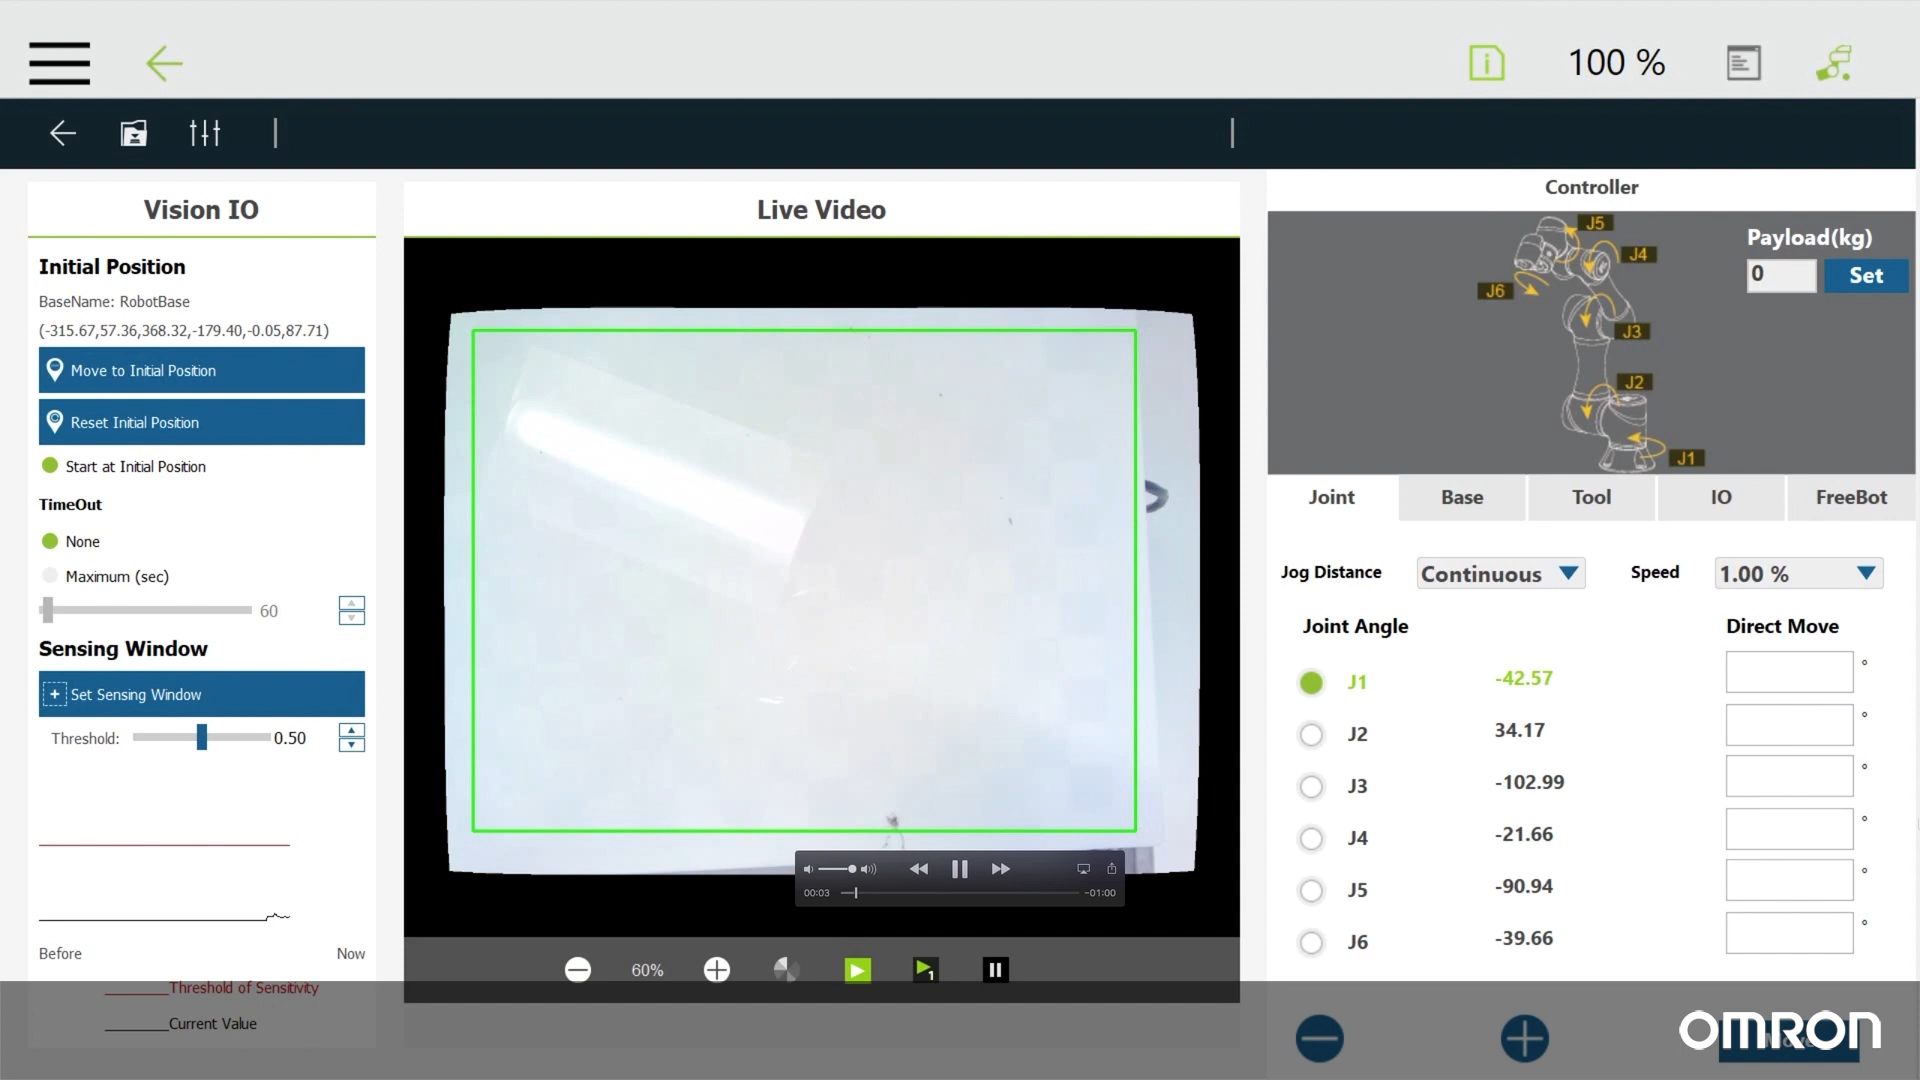 100 %
Vision IO
Initial Position
BaseName: RobotBase
(-315.67,57.36,368.32,-179.40,-0.05,87.71)
Move to Initial Position
Reset Initial Position
Start at Initial Position
TimeOut
None
Maximum (sec)
60
Sensing Window
Set Sensing Window
Threshold: 0.50
Before Now
Threshold of Sensitivity
Current Value
Live Video
00:03 -01:00
60%
1
Controller
J5
J4
J6
J3
J2
J1
Payload(kg)
0 Set
Joint Base Tool IO FreeBot
Jog Distance Continuous Speed 1.00 %
Joint Angle Direct Move
J1 -42.57 °
J2 34.17 °
J3 -102.99 °
J4 -21.66 °
J5 -90.94 °
J6 -39.66 °
OMRON